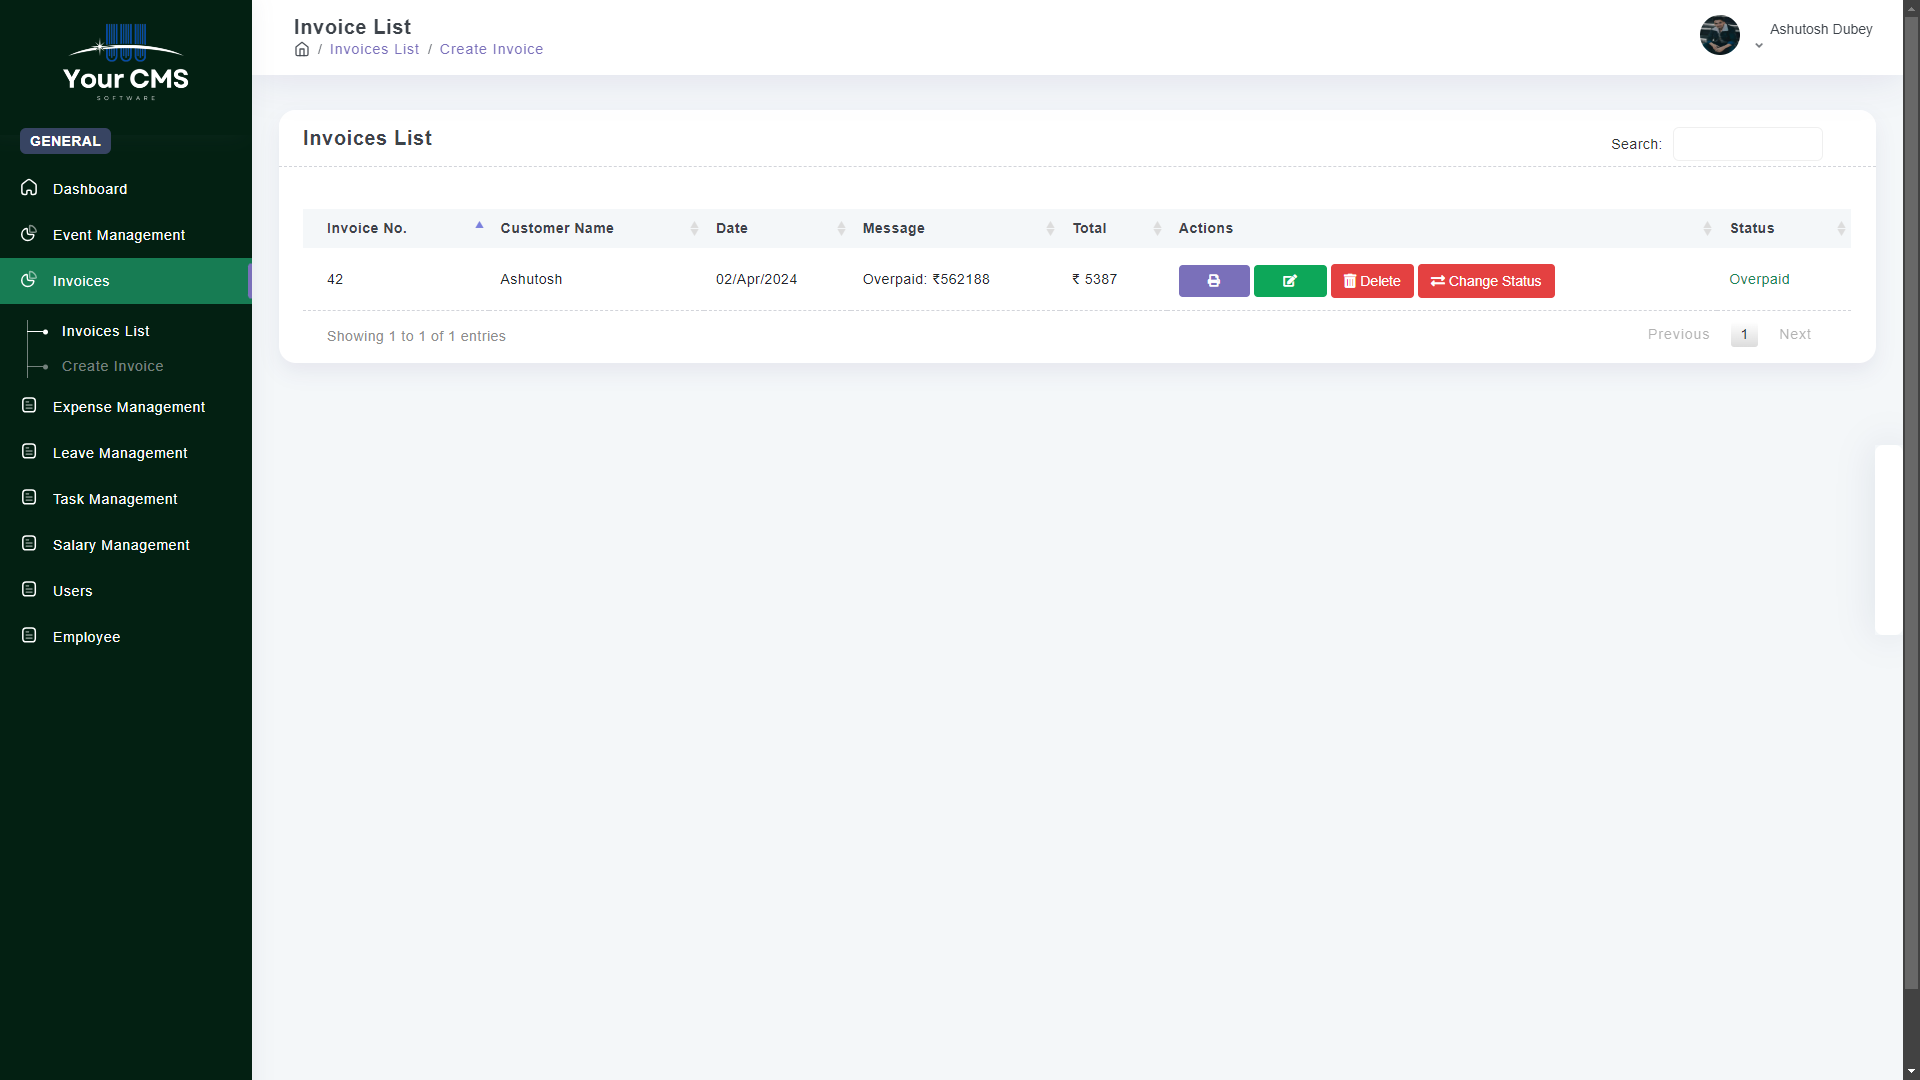 Your CMS
SOFTWARE
GENERAL
Dashboard
Event Management
Invoices
Invoices List
Create Invoice
Expense Management
Leave Management
Task Management
Salary Management
Users
Employee
Invoice List
/ Invoices List / Create Invoice
Ashutosh Dubey
Invoices List
Search:
Invoice No. Customer Name Date Message Total Actions Status
42 Ashutosh 02/Apr/2024 Overpaid: ₹562188 ₹ 5387 Delete Change Status Overpaid
Showing 1 to 1 of 1 entries
Previous 1 Next